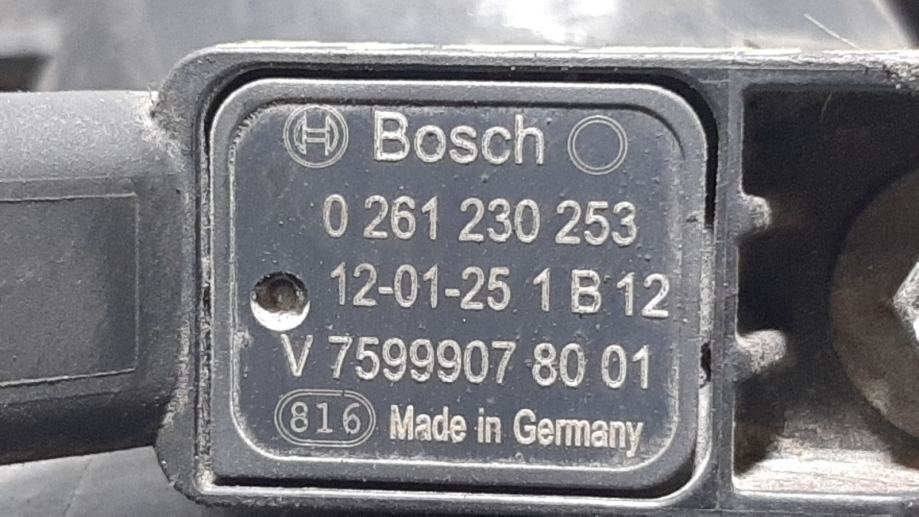 Bosch
0 261 230 253
12-01-25 1 B 12
V 7599907 80 01
816 Made in Germany